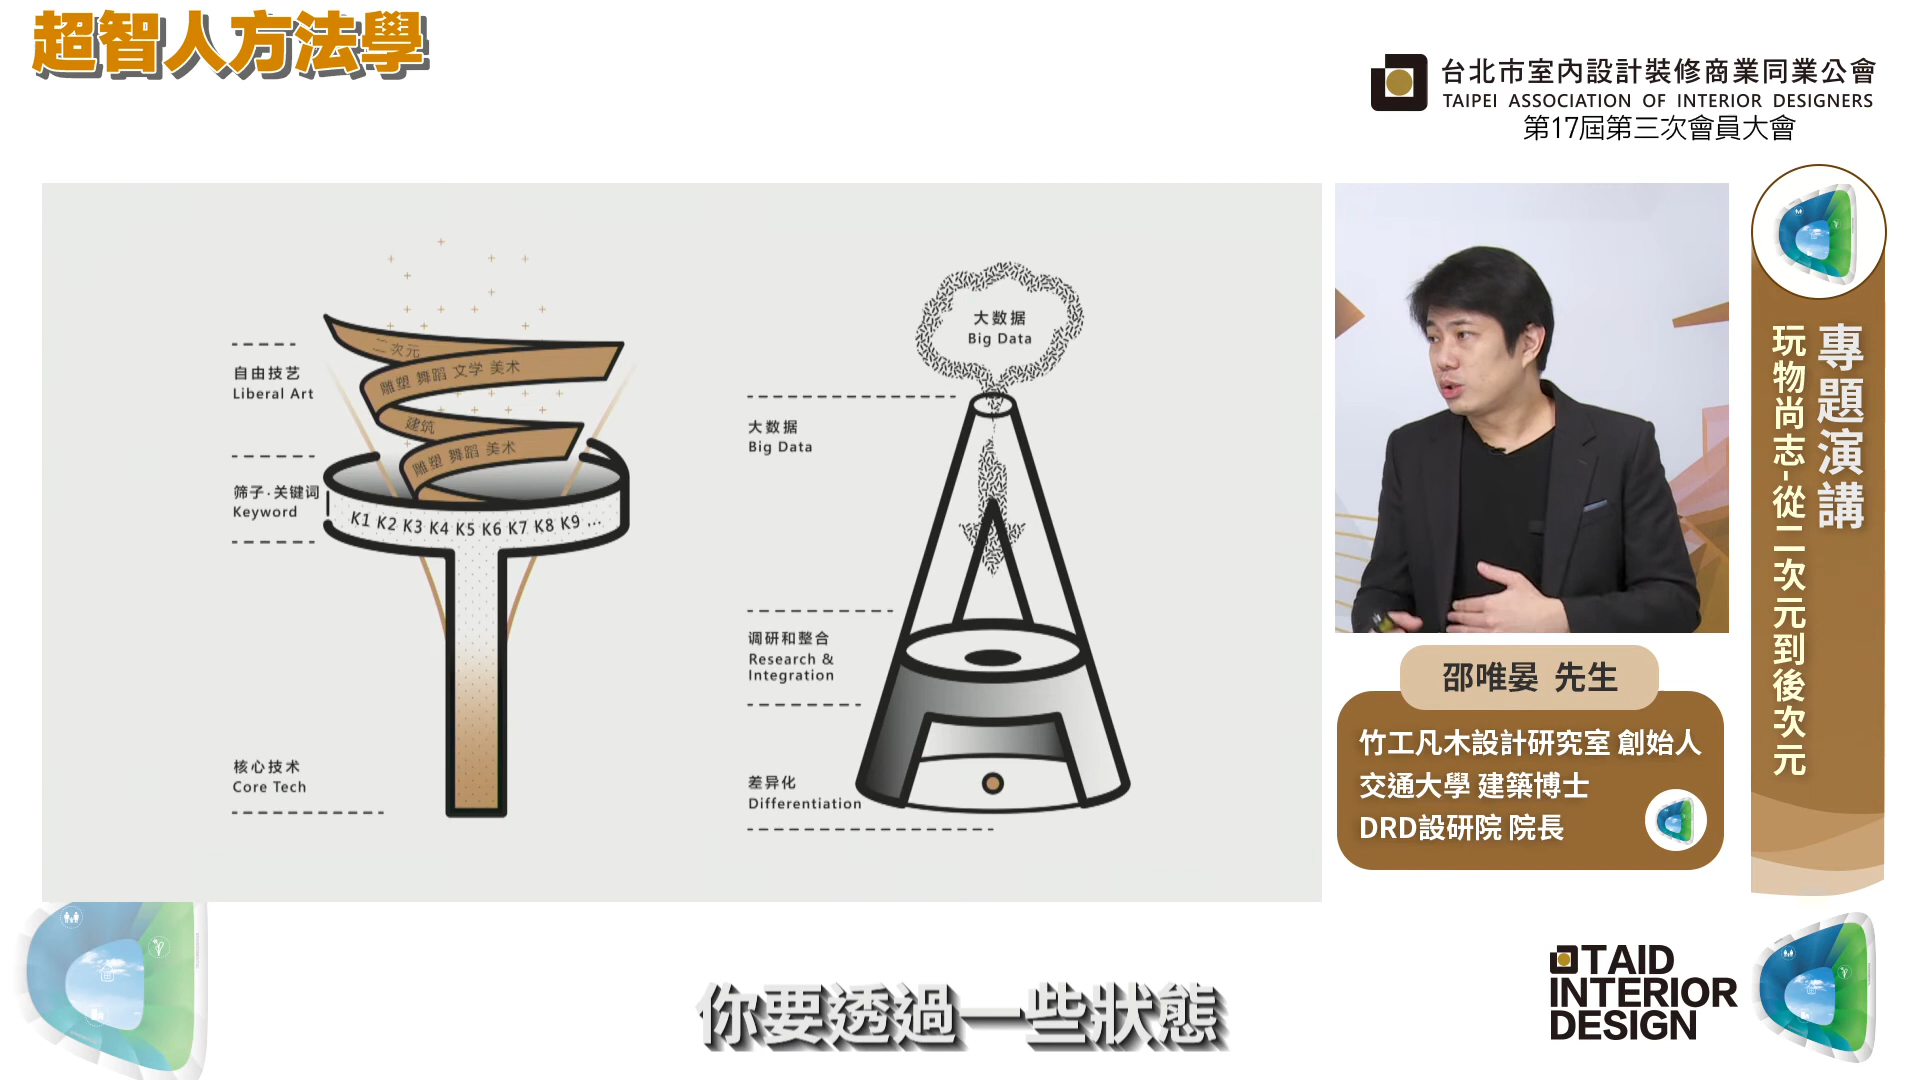 超智人方法學
台北市室內設計裝修商業同業公會
TAIPEI ASSOCIATION OF INTERIOR DESIGNERS
第17屆第三次會員大會
二次元
雕塑 舞蹈 文学 美术
建筑
雕塑 舞蹈 美术
自由技艺
Liberal Art
筛子·关键词
Keyword
K1 K2 K3 K4 K5 K6 K7 K8 K9 ...
核心技术
Core Tech
大数据
Big Data
大数据
Big Data
调研和整合
Research &
Integration
差异化
Differentiation
邵唯晏 先生
竹工凡木設計研究室 創始人
交通大學 建築博士
DRD設研院 院長
專題演講
玩物尚志-從二次元到後次元
你要透過一些狀態
TAID
INTERIOR
DESIGN